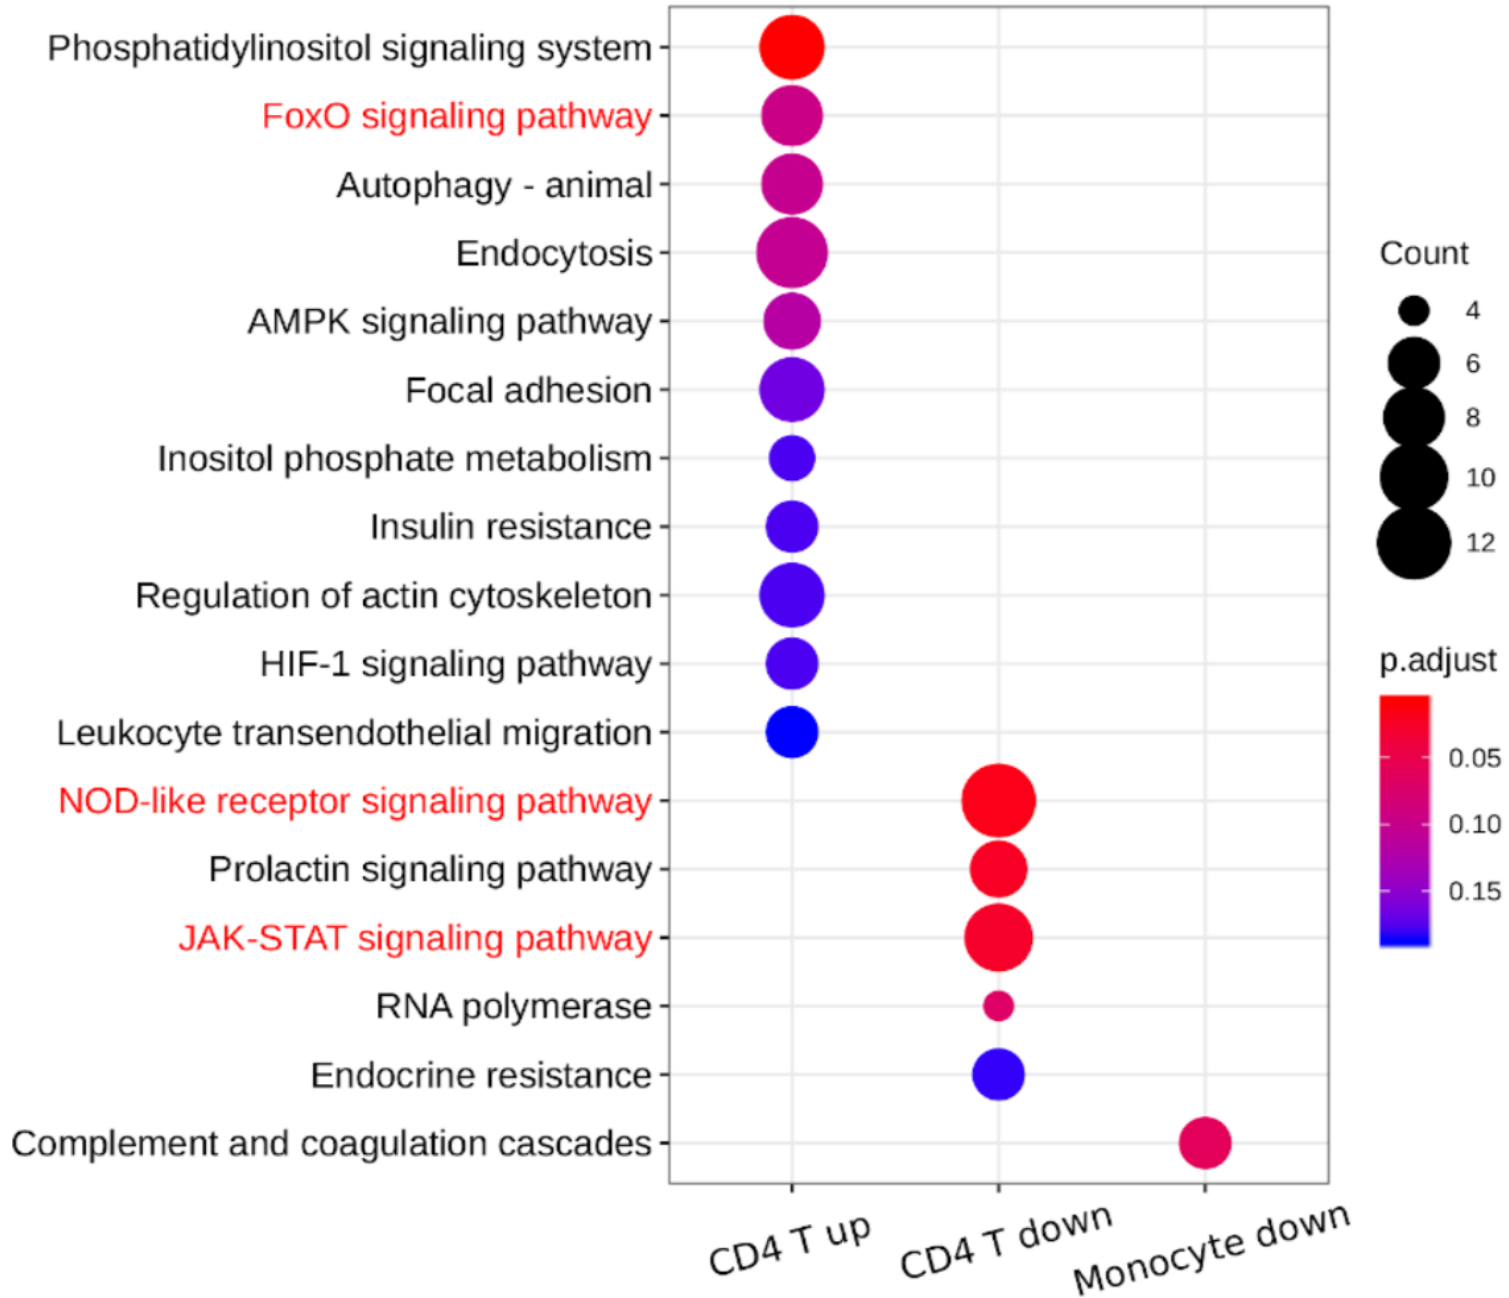 Phosphatidylinositol signaling system
FoxO signaling pathway
Autophagy - animal
Endocytosis
AMPK signaling pathway
Focal adhesion
Inositol phosphate metabolism
Insulin resistance
Regulation of actin cytoskeleton
HIF-1 signaling pathway
Leukocyte transendothelial migration
NOD-like receptor signaling pathway
Prolactin signaling pathway
JAK-STAT signaling pathway
RNA polymerase
Endocrine resistance
Complement and coagulation cascades
CD4 T up
CD4 T down
Monocyte down
Count
4
6
8
10
12
p.adjust
0.05
0.10
0.15